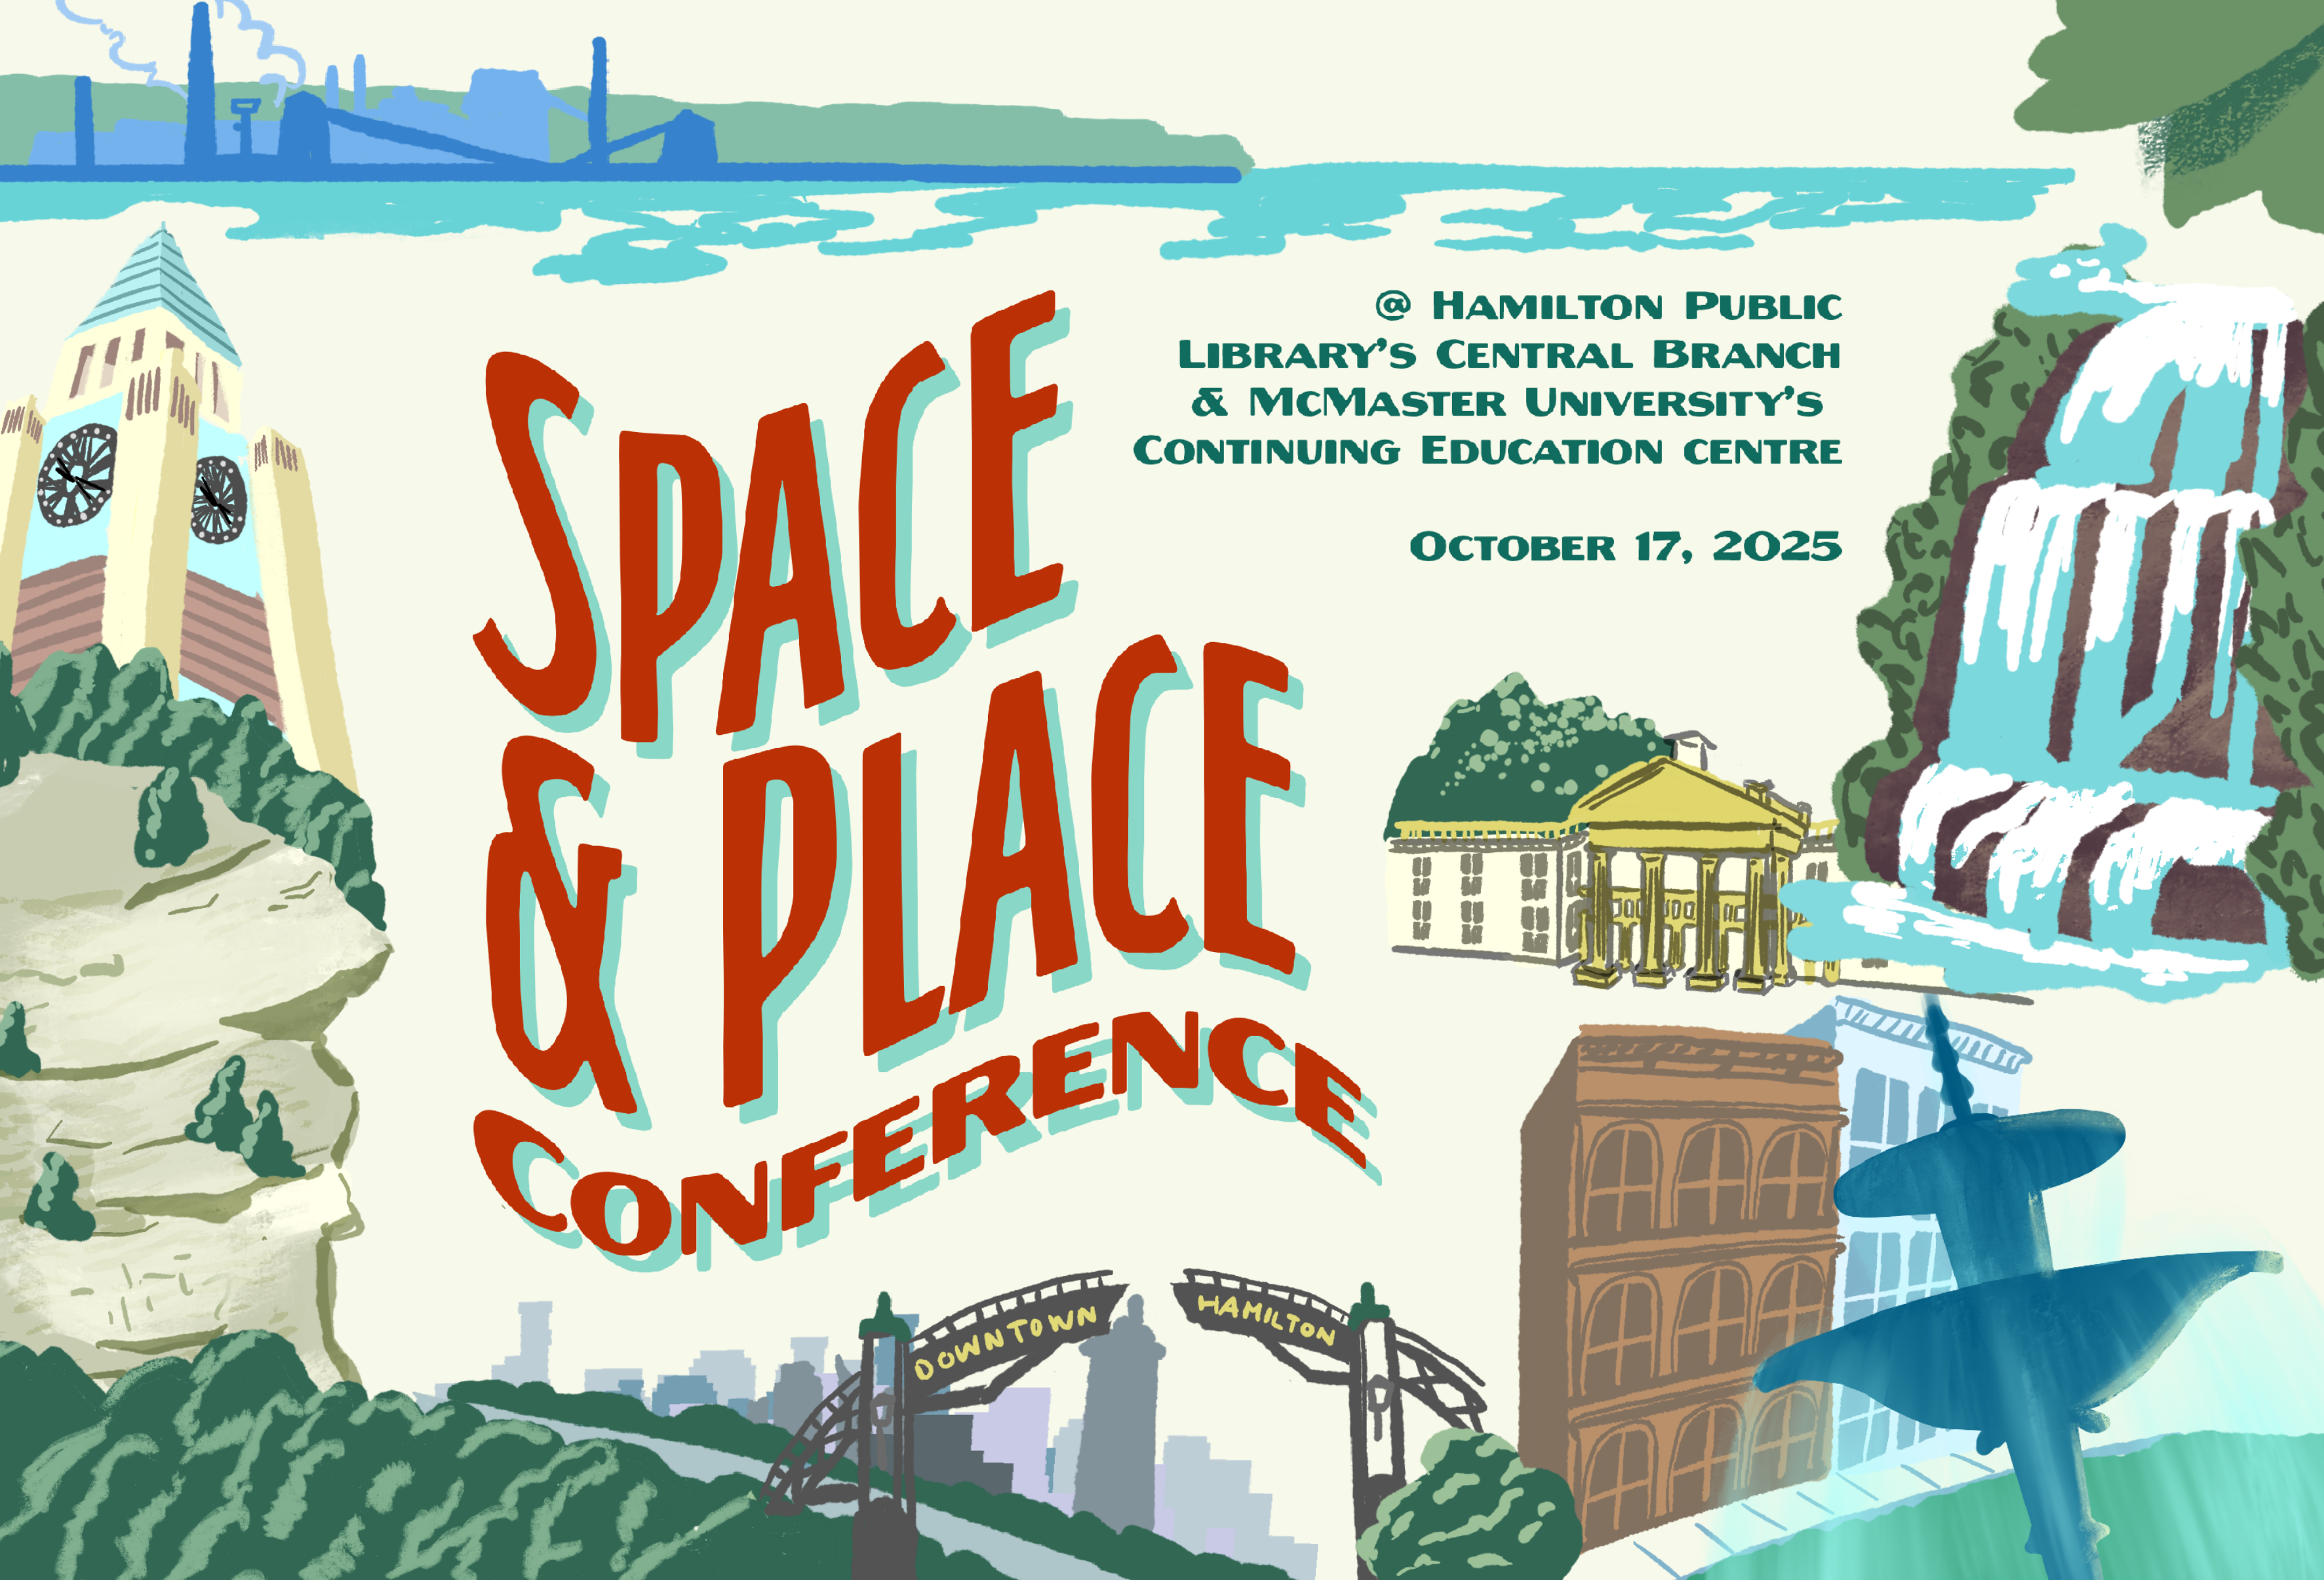 SPACE
& PLACE
CONFERENCE
@ HAMILTON PUBLIC
LIBRARY'S CENTRAL BRANCH
& MCMASTER UNIVERSITY'S
CONTINUING EDUCATION CENTRE
OCTOBER 17, 2025
DOWNTOWN HAMILTON